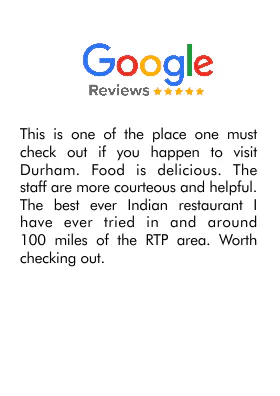 Google
Reviews
This is one of the place one must
check out if you happen to visit
Durham. Food is delicious. The
staff are more courteous and helpful.
The best ever Indian restaurant I
have ever tried in and around
100 miles of the RTP area. Worth
checking out.